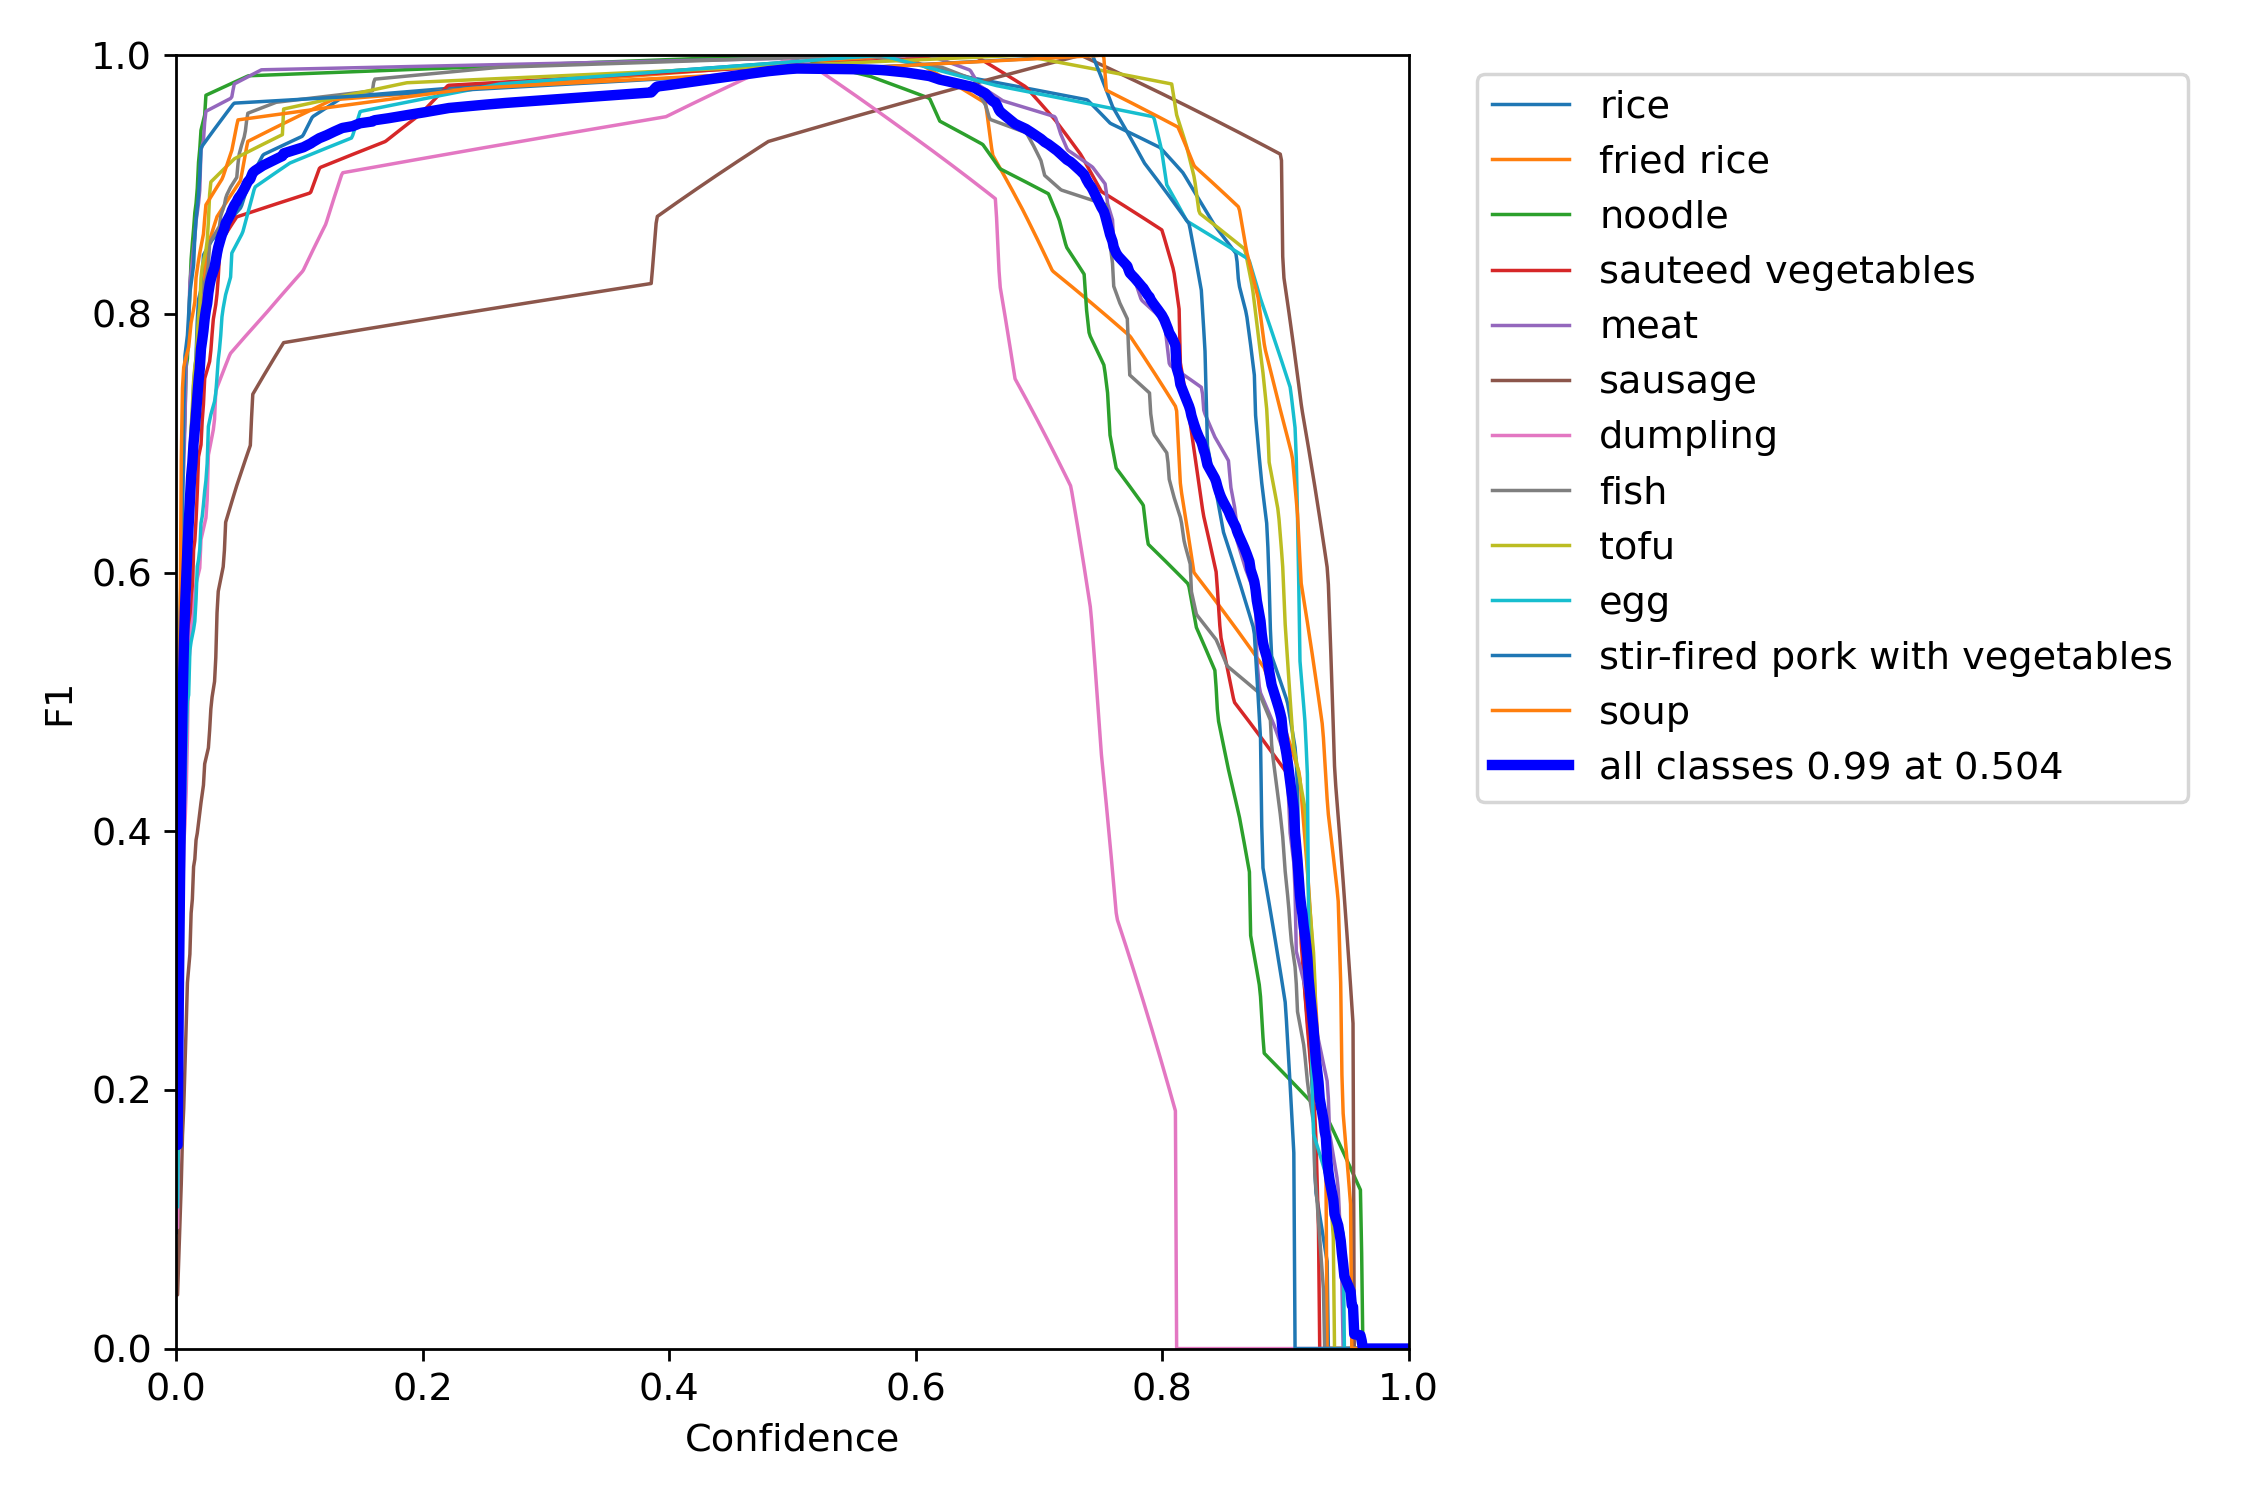 1.0
0.8
0.6
0.4
0.2
0.0
F1
0.0 0.2 0.4 0.6 0.8 1.0
Confidence
rice
fried rice
noodle
sauteed vegetables
meat
sausage
dumpling
fish
tofu
egg
stir-fired pork with vegetables
soup
all classes 0.99 at 0.504